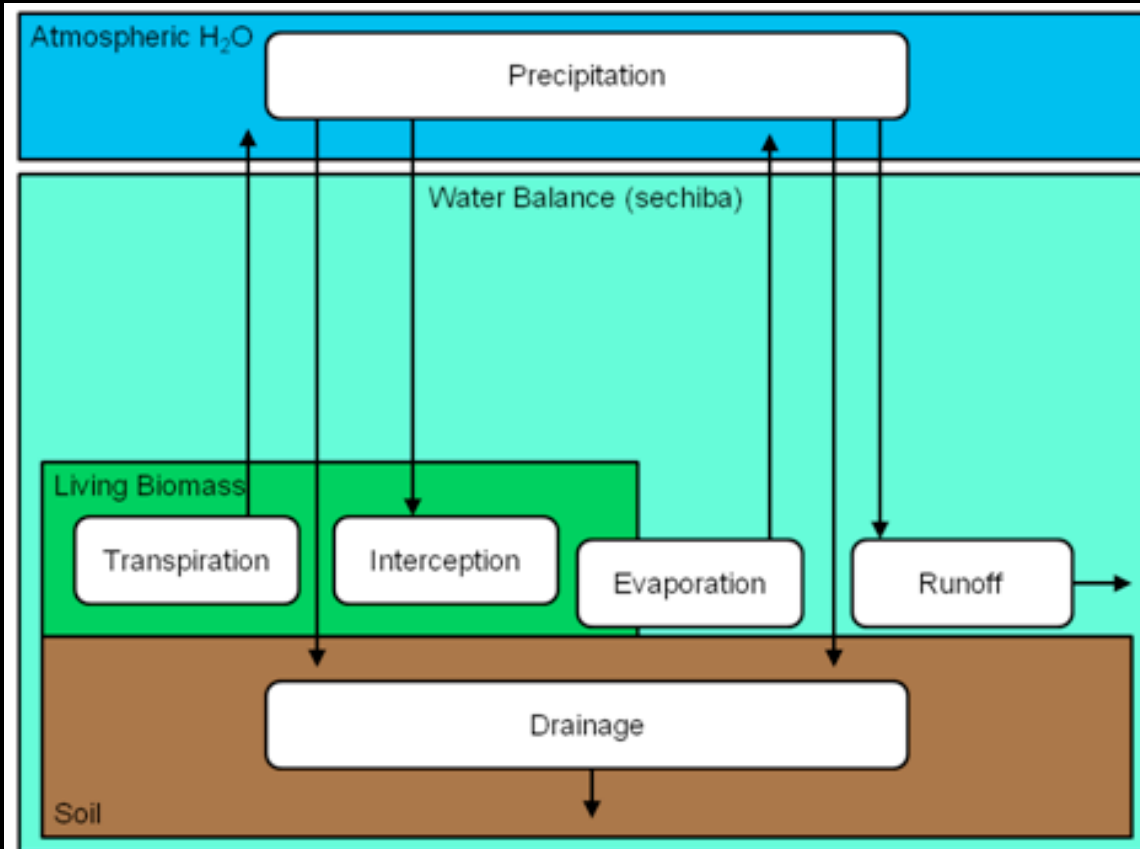 Atmospheric H₂O
Precipitation
Water Balance (sechiba)
Living Biomass
Transpiration
Interception
Evaporation
Runoff
Drainage
Soil